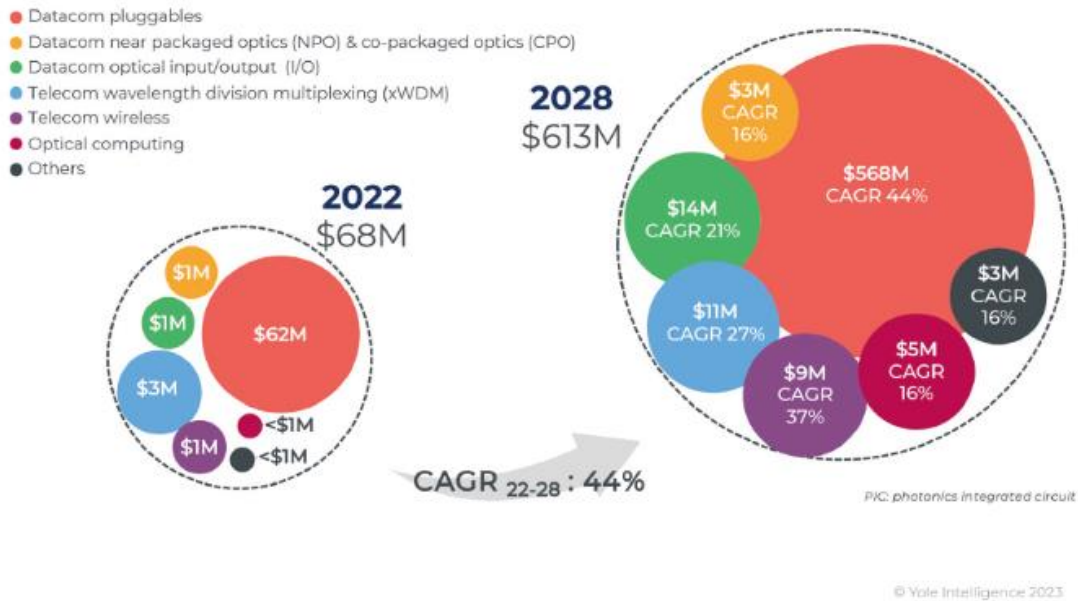 Datacom pluggables
Datacom near packaged optics (NPO) & co-packaged optics (CPO)
Datacom optical input/output (I/O)
Telecom wavelength division multiplexing (xWDM)
Telecom wireless
Optical computing
Others
2022
$68M
$1M
$1M
$62M
$3M
$1M
<$1M
<$1M
2028
$613M
$3M
CAGR
16%
$568M
CAGR 44%
$14M
CAGR 21%
$11M
CAGR 27%
$9M
CAGR
37%
$5M
CAGR
16%
$3M
CAGR
16%
CAGR 22-28 : 44%
PIC: photonics integrated circuit
© Yole Intelligence 2023